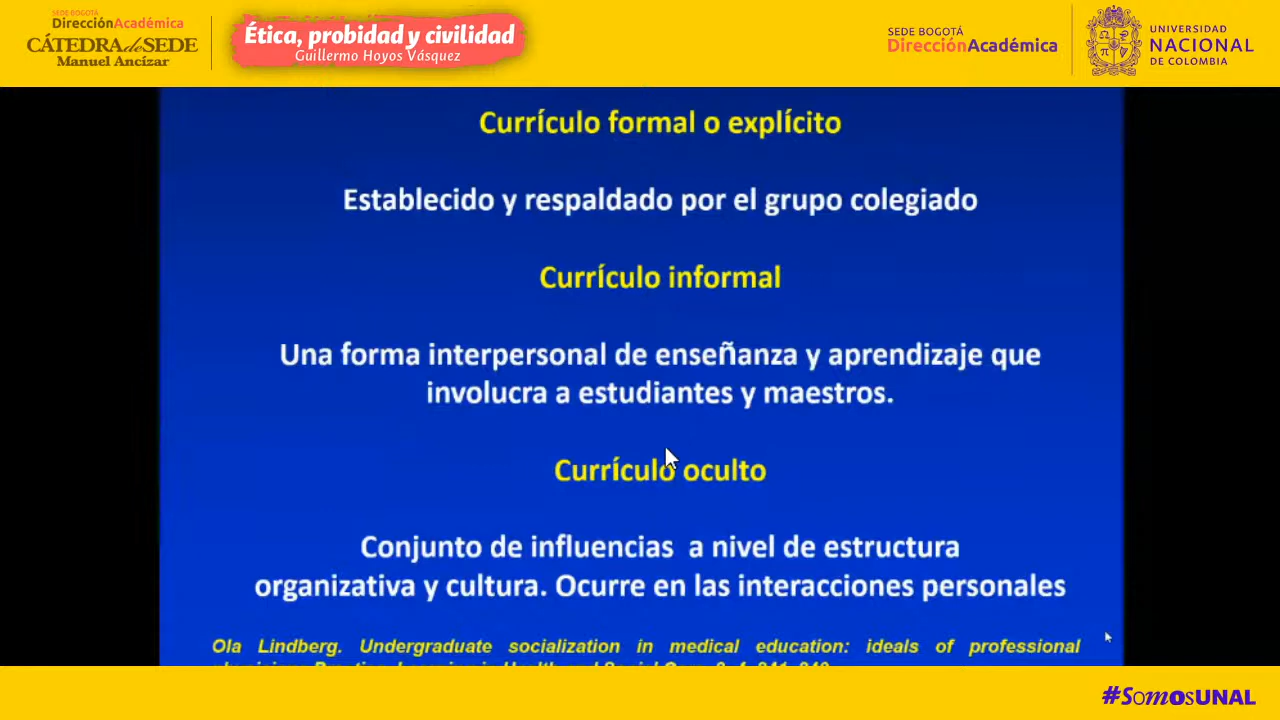 SEDE BOGOTÁ
DirecciónAcadémica
CÁTEDRA de SEDE
Manuel Ancízar
Ética, probidad y civilidad
Guillermo Hoyos Vásquez
SEDE BOGOTÁ
DirecciónAcadémica
UNIVERSIDAD
NACIONAL
DE COLOMBIA
Currículo formal o explícito
Establecido y respaldado por el grupo colegiado
Currículo informal
Una forma interpersonal de enseñanza y aprendizaje que
involucra a estudiantes y maestros.
Currículo oculto
Conjunto de influencias a nivel de estructura
organizativa y cultura. Ocurre en las interacciones personales
Ola Lindberg. Undergraduate socialization in medical education: ideals of professional
#SomosUNAL